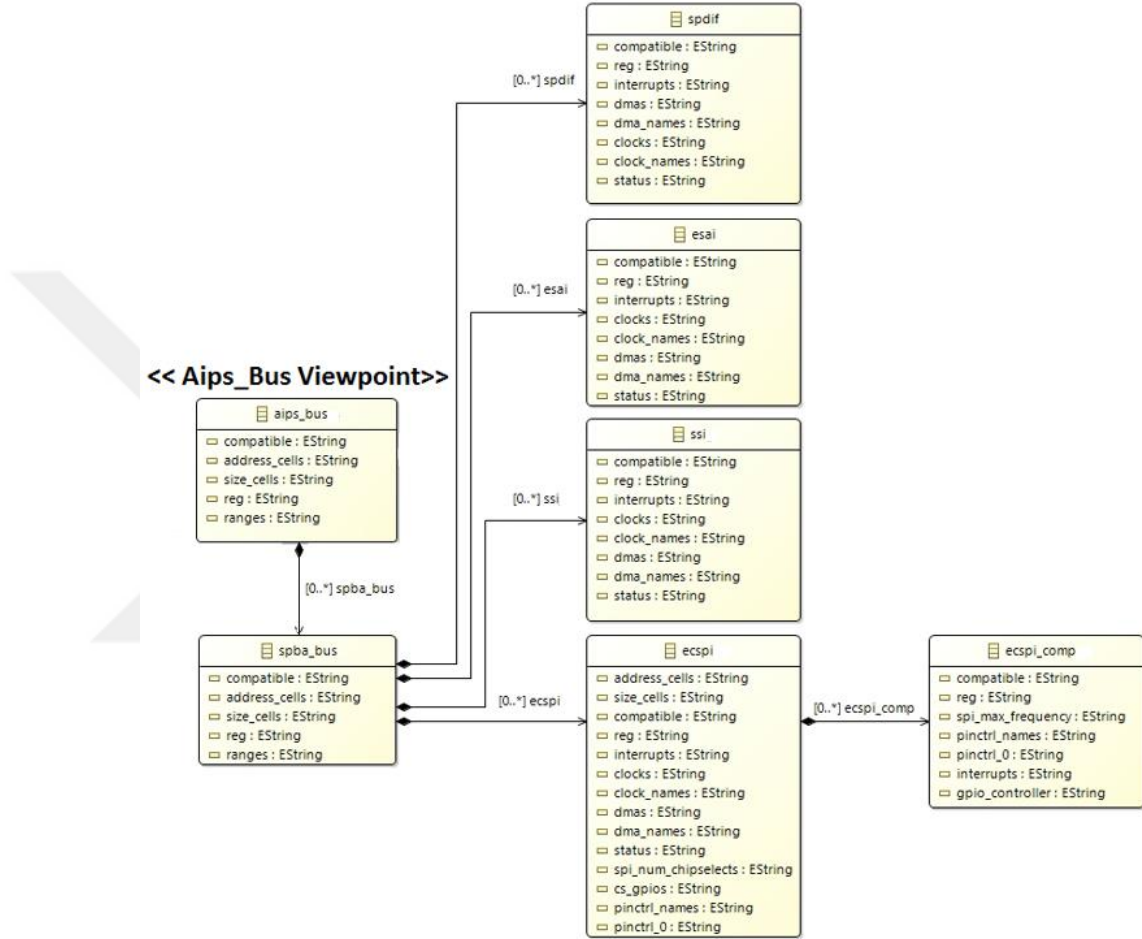 spdif
compatible : EString
reg : EString
interrupts : EString
dmas : EString
dma_names : EString
clocks : EString
clock_names : EString
status : EString
[0..*] spdif
esai
compatible : EString
reg : EString
interrupts : EString
clocks : EString
clock_names : EString
dmas : EString
dma_names : EString
status : EString
[0..*] esai
<< Aips_Bus Viewpoint>>
aips_bus
compatible : EString
address_cells : EString
size_cells : EString
reg : EString
ranges : EString
ssi
compatible : EString
reg : EString
interrupts : EString
clocks : EString
clock_names : EString
dmas : EString
dma_names : EString
status : EString
[0..*] ssi
[0..*] spba_bus
spba_bus
compatible : EString
address_cells : EString
size_cells : EString
reg : EString
ranges : EString
[0..*] ecspi
ecspi
address_cells : EString
size_cells : EString
compatible : EString
reg : EString
interrupts : EString
clocks : EString
clock_names : EString
dmas : EString
dma_names : EString
status : EString
spi_num_chipselects : EString
cs_gpios : EString
pinctrl_names : EString
pinctrl_0 : EString
[0..*] ecspi_comp
ecspi_comp
compatible : EString
reg : EString
spi_max_frequency : EString
pinctrl_names : EString
pinctrl_0 : EString
interrupts : EString
gpio_controller : EString